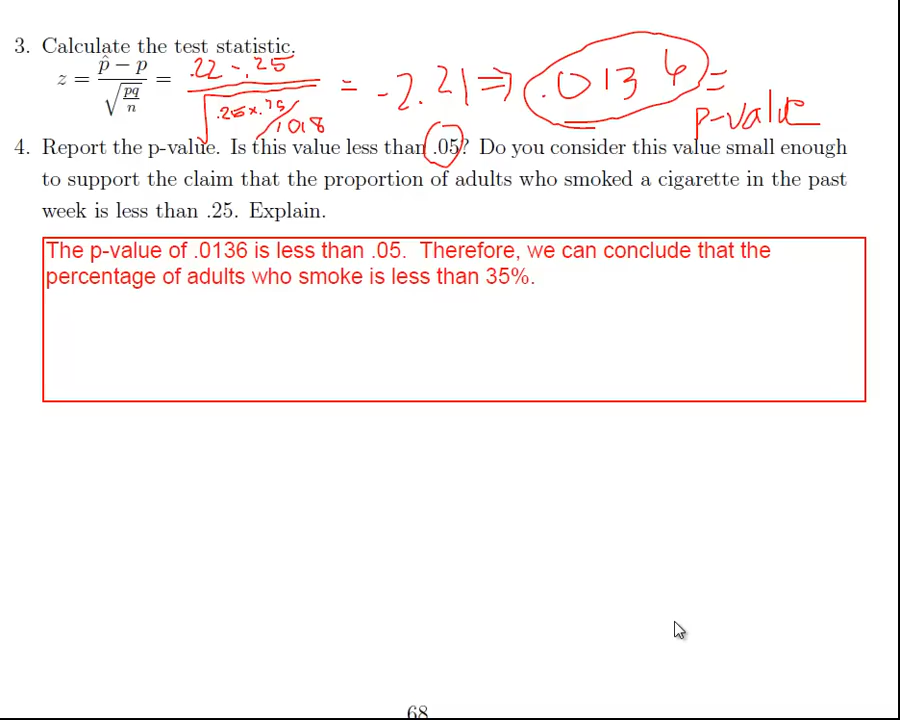 3. Calculate the test statistic.
z = (p̂ − p) / √(pq/n) = (.22 - .25) / √(.25x.75/1018) = -2.21 ⇒ .0136 =
p-value
4. Report the p-value. Is this value less than .05? Do you consider this value small enough
to support the claim that the proportion of adults who smoked a cigarette in the past
week is less than .25. Explain.
The p-value of .0136 is less than .05. Therefore, we can conclude that the
percentage of adults who smoke is less than 35%.
68